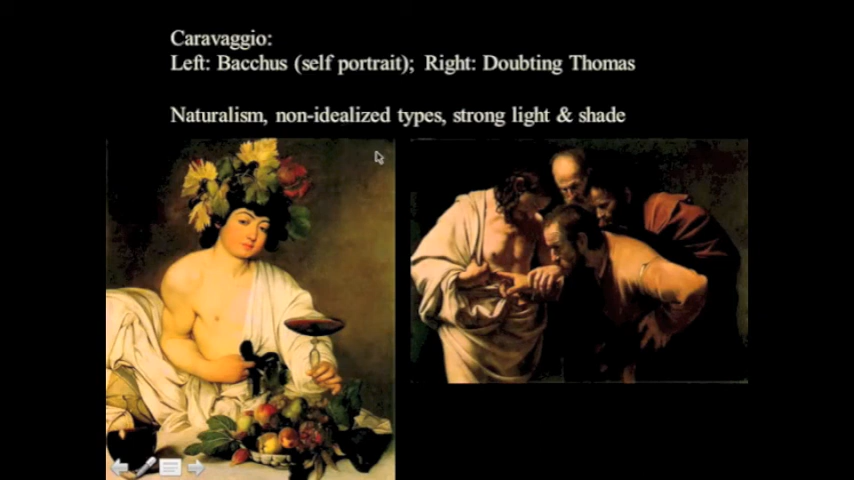 Caravaggio:
Left: Bacchus (self portrait); Right: Doubting Thomas
Naturalism, non-idealized types, strong light & shade